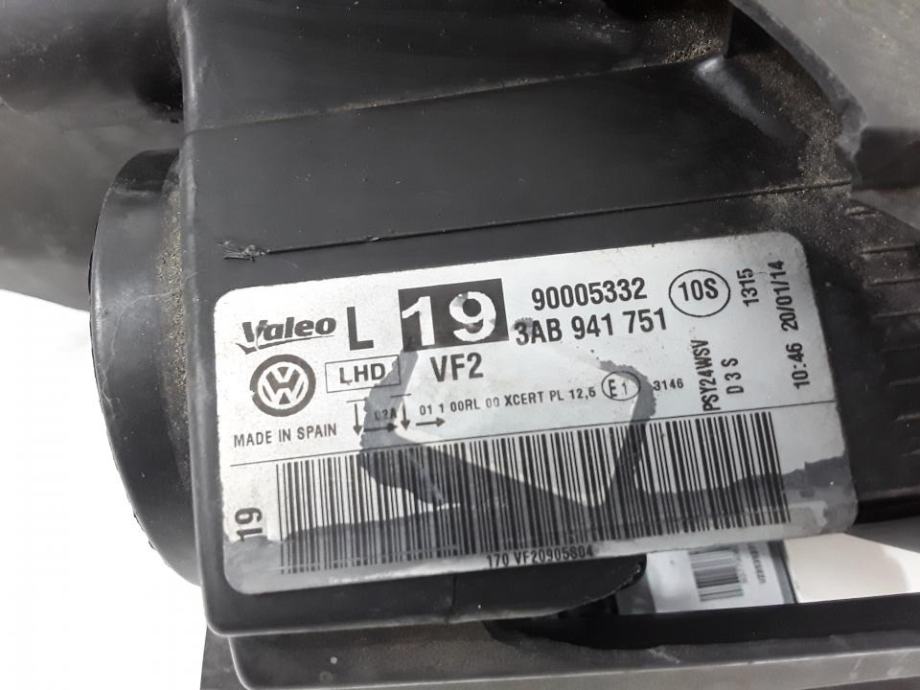 Valeo L 19 90005332 10S
3AB 941 751
LHD VF2
02A 01 1 00RL 00 XCERT PL 12,5 E1 3146
MADE IN SPAIN
PSY24WSV
D3S
1315
10:46 20/01/14
19
170 VF20905804